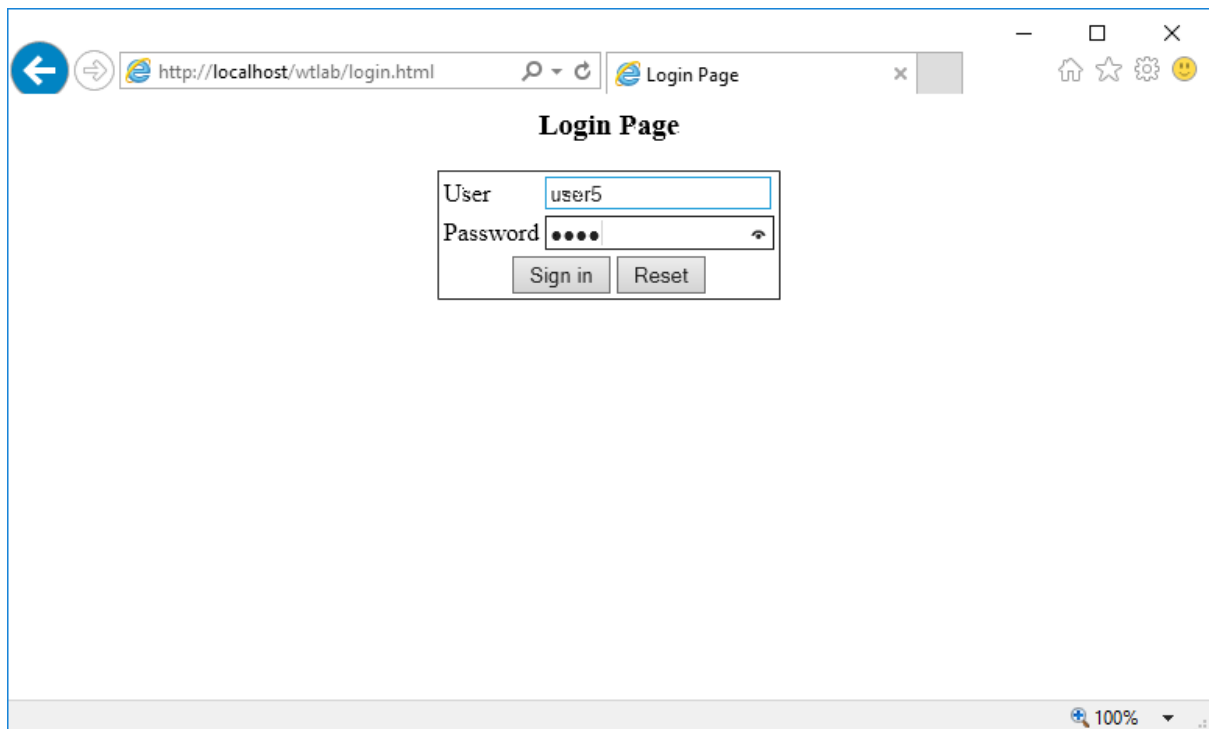 http://localhost/wtlab/login.html
Login Page
Login Page
User user5
Password ●●●●
Sign in Reset
100%